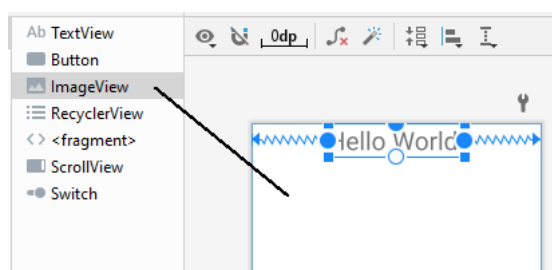 Ab TextView
Button
ImageView
RecyclerView
<> <fragment>
ScrollView
Switch
0dp
Hello World